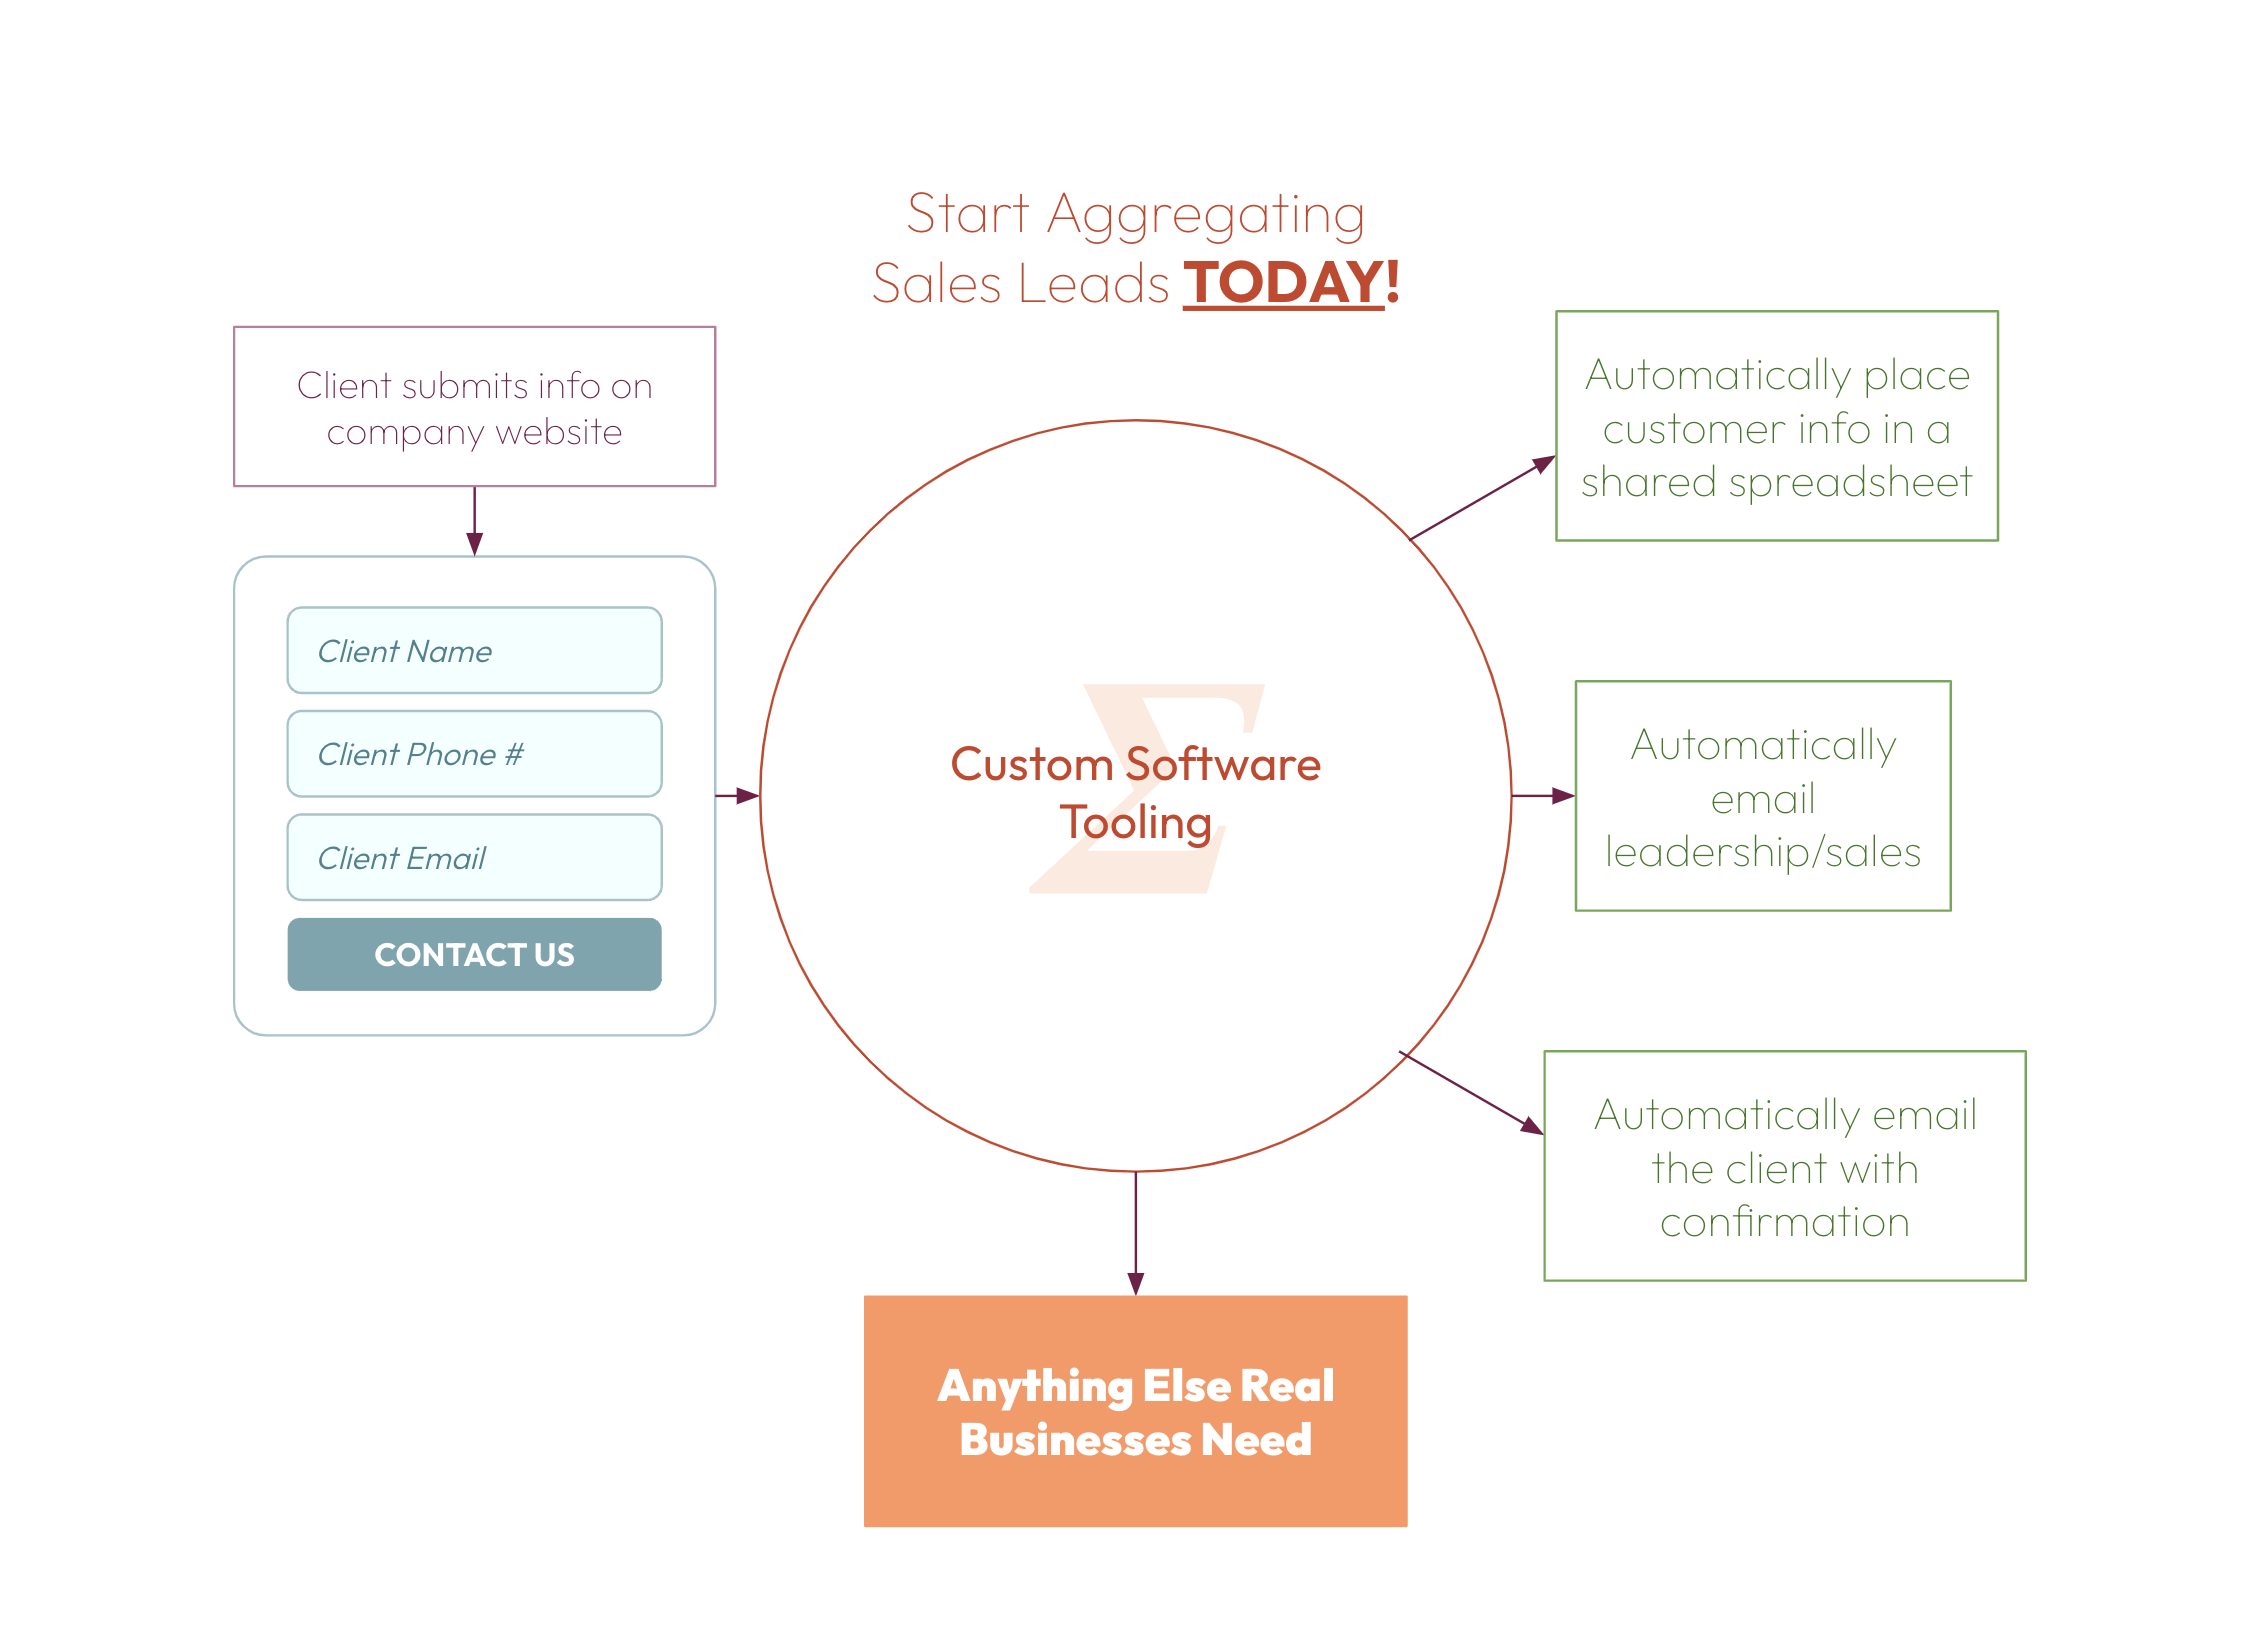 Start Aggregating
Sales Leads TODAY!
Client submits info on
company website
Client Name
Client Phone #
Client Email
CONTACT US
Σ
Custom Software
Tooling
Automatically place
customer info in a
shared spreadsheet
Automatically
email
leadership/sales
Automatically email
the client with
confirmation
Anything Else Real
Businesses Need